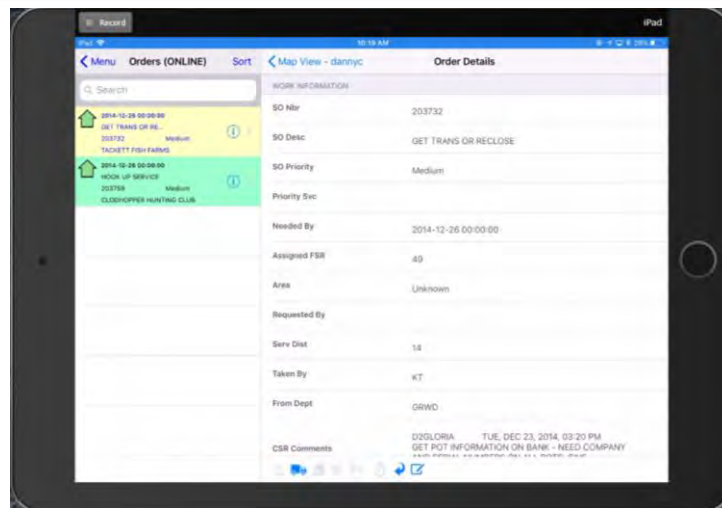 Record
iPad
iPad
10:19 AM
Menu
Orders (ONLINE)
Sort
Map View - dannyc
Order Details
Search
WORK INFORMATION
2014-12-26 00:00:00
GET TRANS OR RE...
203732 Medium
TACKETT FISH FARMS
2014-12-26 00:00:00
HOOK UP SERVICE
203759 Medium
CLODHOPPER HUNTING CLUB
SO Nbr 203732
SO Desc GET TRANS OR RECLOSE
SO Priority Medium
Priority Svc
Needed By 2014-12-26 00:00:00
Assigned FSR 49
Area Unknown
Requested By
Serv Dist 14
Taken By KT
From Dept GRWD
CSR Comments
D2GLORIA TUE, DEC 23, 2014, 03:20 PM
GET POT INFORMATION ON BANK - NEED COMPANY